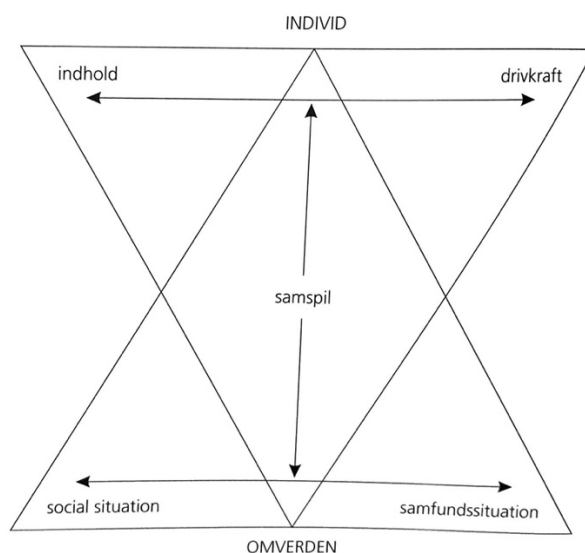 INDIVID
indhold
drivkraft
samspil
social situation
samfundssituation
OMVERDEN